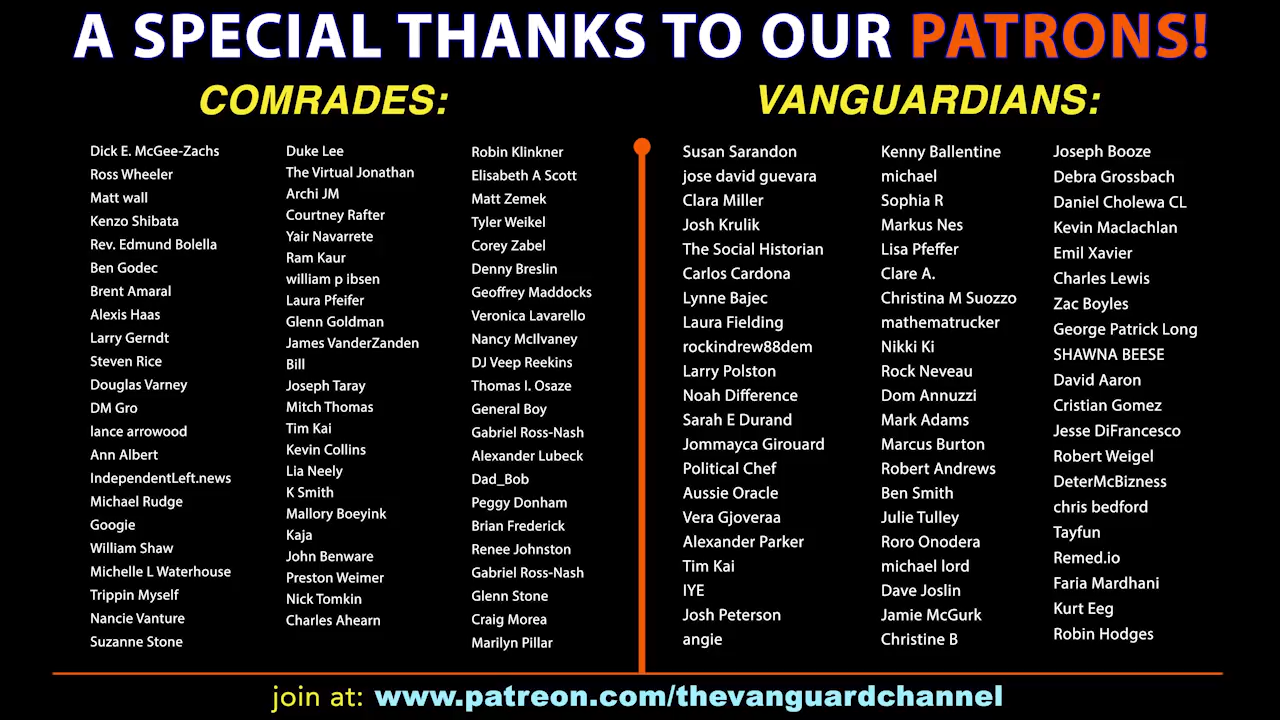 A SPECIAL THANKS TO OUR PATRONS!
COMRADES:
Dick E. McGee-Zachs
Ross Wheeler
Matt wall
Kenzo Shibata
Rev. Edmund Bolella
Ben Godec
Brent Amaral
Alexis Haas
Larry Gerndt
Steven Rice
Douglas Varney
DM Gro
lance arrowood
Ann Albert
IndependentLeft.news
Michael Rudge
Googie
William Shaw
Michelle L Waterhouse
Trippin Myself
Nancie Vanture
Suzanne Stone
Duke Lee
The Virtual Jonathan
Archi JM
Courtney Rafter
Yair Navarrete
Ram Kaur
william p ibsen
Laura Pfeifer
Glenn Goldman
James VanderZanden
Bill
Joseph Taray
Mitch Thomas
Tim Kai
Kevin Collins
Lia Neely
K Smith
Mallory Boeyink
Kaja
John Benware
Preston Weimer
Nick Tomkin
Charles Ahearn
Robin Klinkner
Elisabeth A Scott
Matt Zemek
Tyler Weikel
Corey Zabel
Denny Breslin
Geoffrey Maddocks
Veronica Lavarello
Nancy McIlvaney
DJ Veep Reekins
Thomas I. Osaze
General Boy
Gabriel Ross-Nash
Alexander Lubeck
Dad_Bob
Peggy Donham
Brian Frederick
Renee Johnston
Gabriel Ross-Nash
Glenn Stone
Craig Morea
Marilyn Pillar
VANGUARDIANS:
Susan Sarandon
jose david guevara
Clara Miller
Josh Krulik
The Social Historian
Carlos Cardona
Lynne Bajec
Laura Fielding
rockindrew88dem
Larry Polston
Noah Difference
Sarah E Durand
Jommayca Girouard
Political Chef
Aussie Oracle
Vera Gjoveraa
Alexander Parker
Tim Kai
IYE
Josh Peterson
angie
Kenny Ballentine
michael
Sophia R
Markus Nes
Lisa Pfeffer
Clare A.
Christina M Suozzo
mathematrucker
Nikki Ki
Rock Neveau
Dom Annuzzi
Mark Adams
Marcus Burton
Robert Andrews
Ben Smith
Julie Tulley
Roro Onodera
michael lord
Dave Joslin
Jamie McGurk
Christine B
Joseph Booze
Debra Grossbach
Daniel Cholewa CL
Kevin Maclachlan
Emil Xavier
Charles Lewis
Zac Boyles
George Patrick Long
SHAWNA BEESE
David Aaron
Cristian Gomez
Jesse DiFrancesco
Robert Weigel
DeterMcBizness
chris bedford
Tayfun
Remed.io
Faria Mardhani
Kurt Eeg
Robin Hodges
join at: www.patreon.com/thevanguardchannel